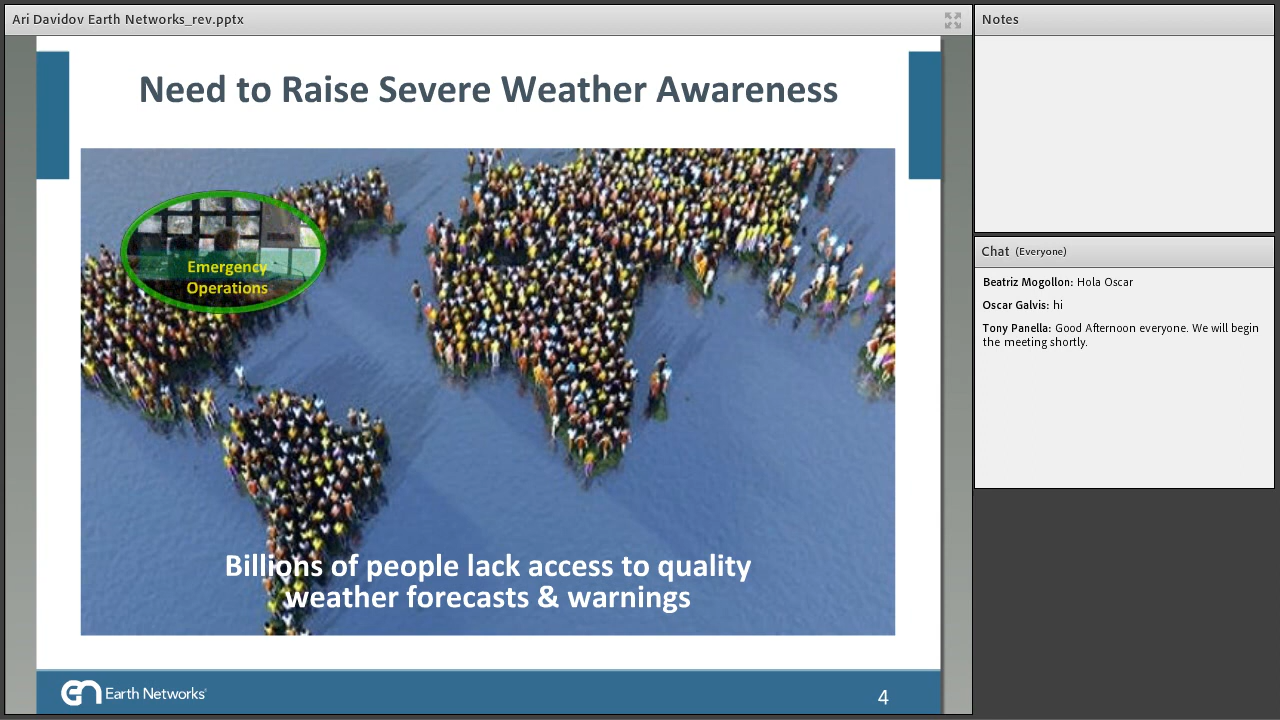 Ari Davidov Earth Networks_rev.pptx
Need to Raise Severe Weather Awareness
Emergency
Operations
Billions of people lack access to quality
weather forecasts & warnings
Earth Networks
4
Notes
Chat (Everyone)
Beatriz Mogollon: Hola Oscar
Oscar Galvis: hi
Tony Panella: Good Afternoon everyone. We will begin
the meeting shortly.